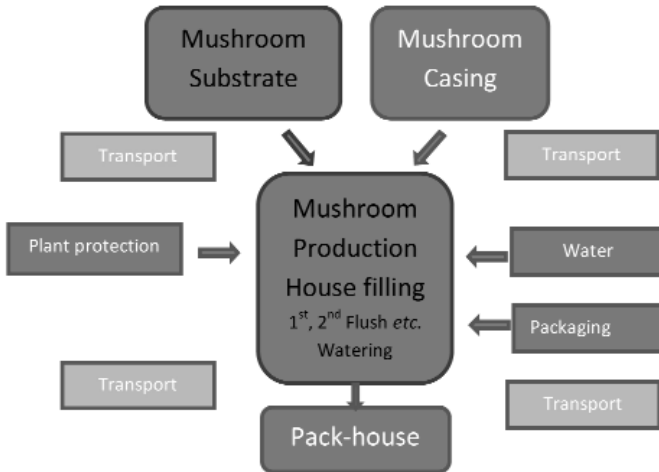 Mushroom
Substrate
Mushroom
Casing
Transport
Transport
Mushroom
Production
House filling
1st, 2nd Flush etc.
Watering
Plant protection
Water
Packaging
Transport
Transport
Pack-house